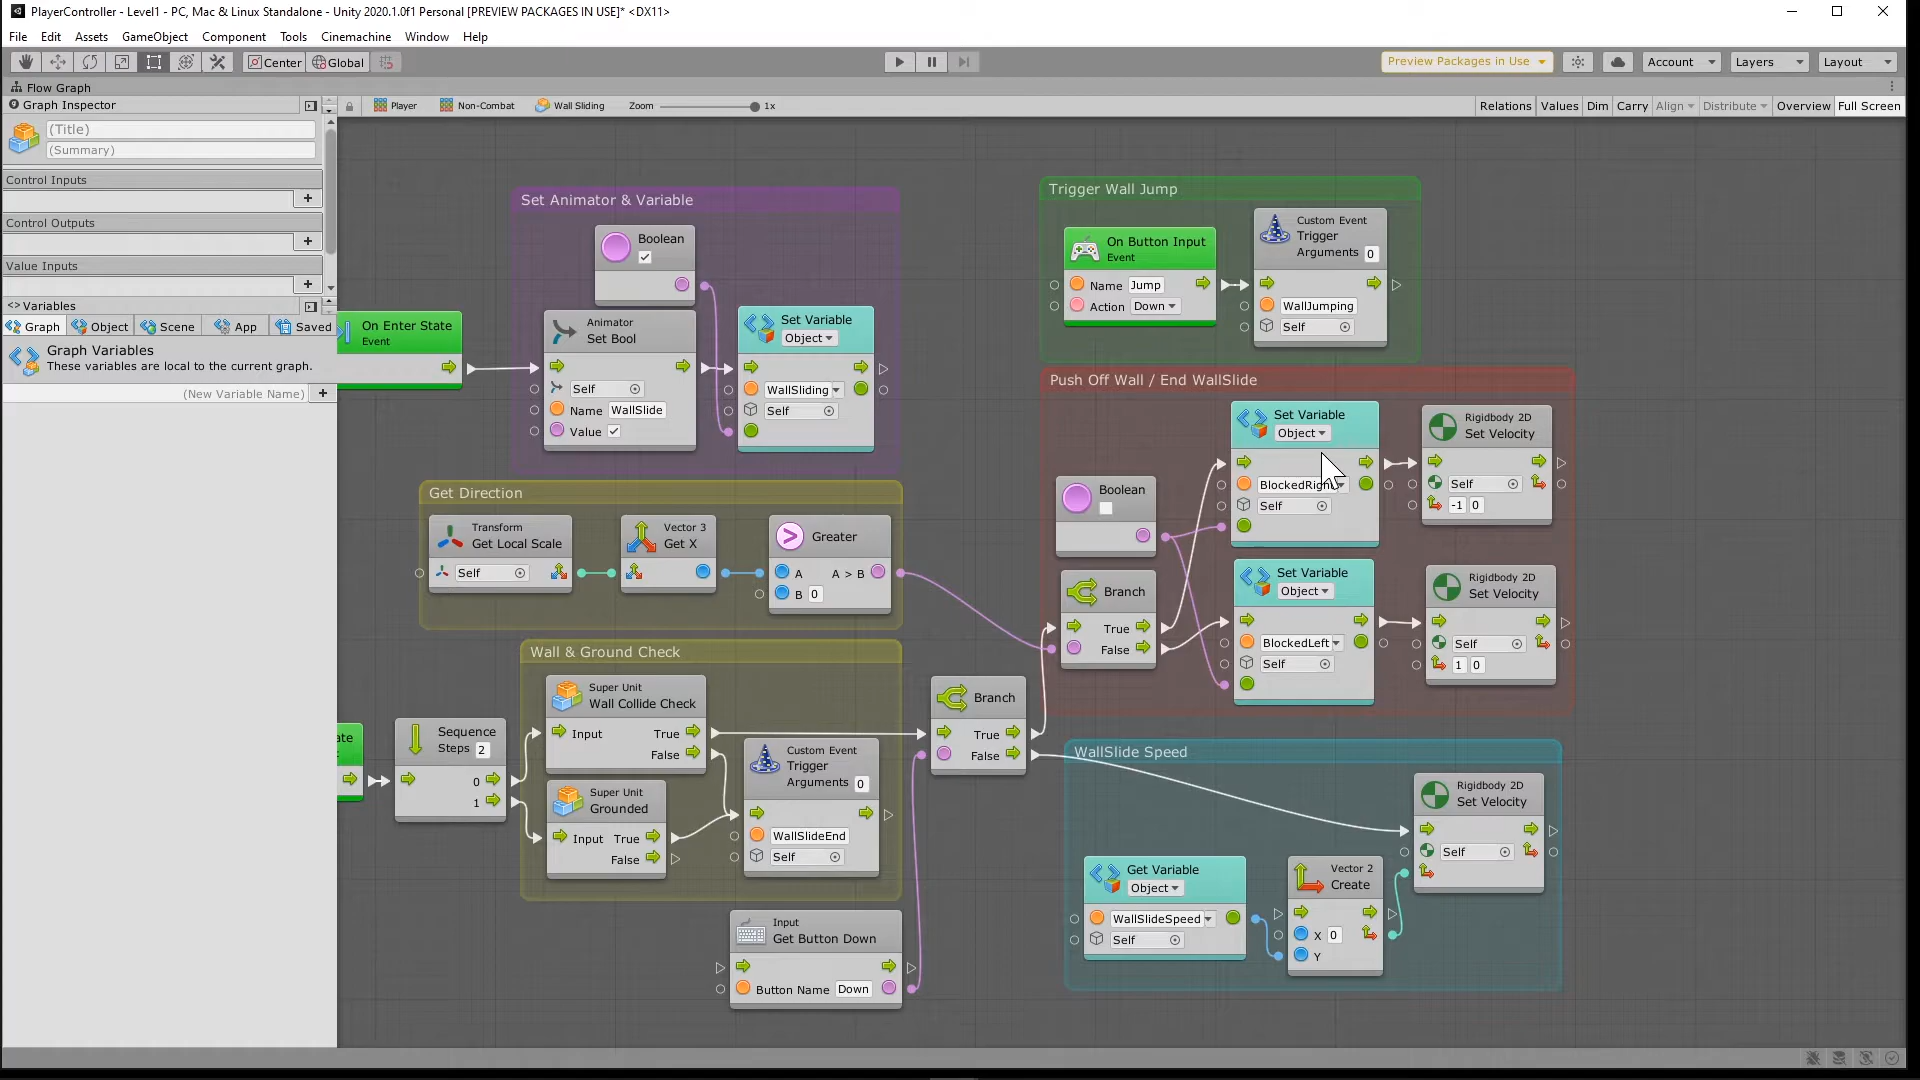 PlayerController - Level1 - PC, Mac & Linux Standalone - Unity 2020.1.0f1 Personal [PREVIEW PACKAGES IN USE]* <DX11>
File Edit Assets GameObject Component Tools Cinemachine Window Help
Center Global Preview Packages in Use Account Layers Layout
Flow Graph
Graph Inspector
Player Non-Combat Wall Sliding Zoom 1x Relations Values Dim Carry Align Distribute Overview Full Screen
(Title)
(Summary)
Control Inputs
Control Outputs
Value Inputs
<> Variables
Graph Object Scene App Saved
Graph Variables
These variables are local to the current graph.
(New Variable Name)
On Enter State
Event
Set Animator & Variable
Boolean
Animator
Set Bool
Self
Name WallSlide
Value
Set Variable
Object
WallSliding
Self
Get Direction
Transform
Get Local Scale
Self
Vector 3
Get X
Greater
A A > B
B 0
Wall & Ground Check
Super Unit
Wall Collide Check
Input True
False
Super Unit
Grounded
Input True
False
Custom Event
Trigger
Arguments 0
WallSlideEnd
Self
ate
Sequence
Steps 2
0
1
Input
Get Button Down
Button Name Down
Branch
True
False
Trigger Wall Jump
On Button Input
Event
Name Jump
Action Down
Custom Event
Trigger
Arguments 0
WallJumping
Self
Push Off Wall / End WallSlide
Boolean
Branch
True
False
Set Variable
Object
BlockedRight
Self
Rigidbody 2D
Set Velocity
Self
-1 0
Set Variable
Object
BlockedLeft
Self
Rigidbody 2D
Set Velocity
Self
1 0
WallSlide Speed
Get Variable
Object
WallSlideSpeed
Self
Vector 2
Create
X 0
Y
Rigidbody 2D
Set Velocity
Self